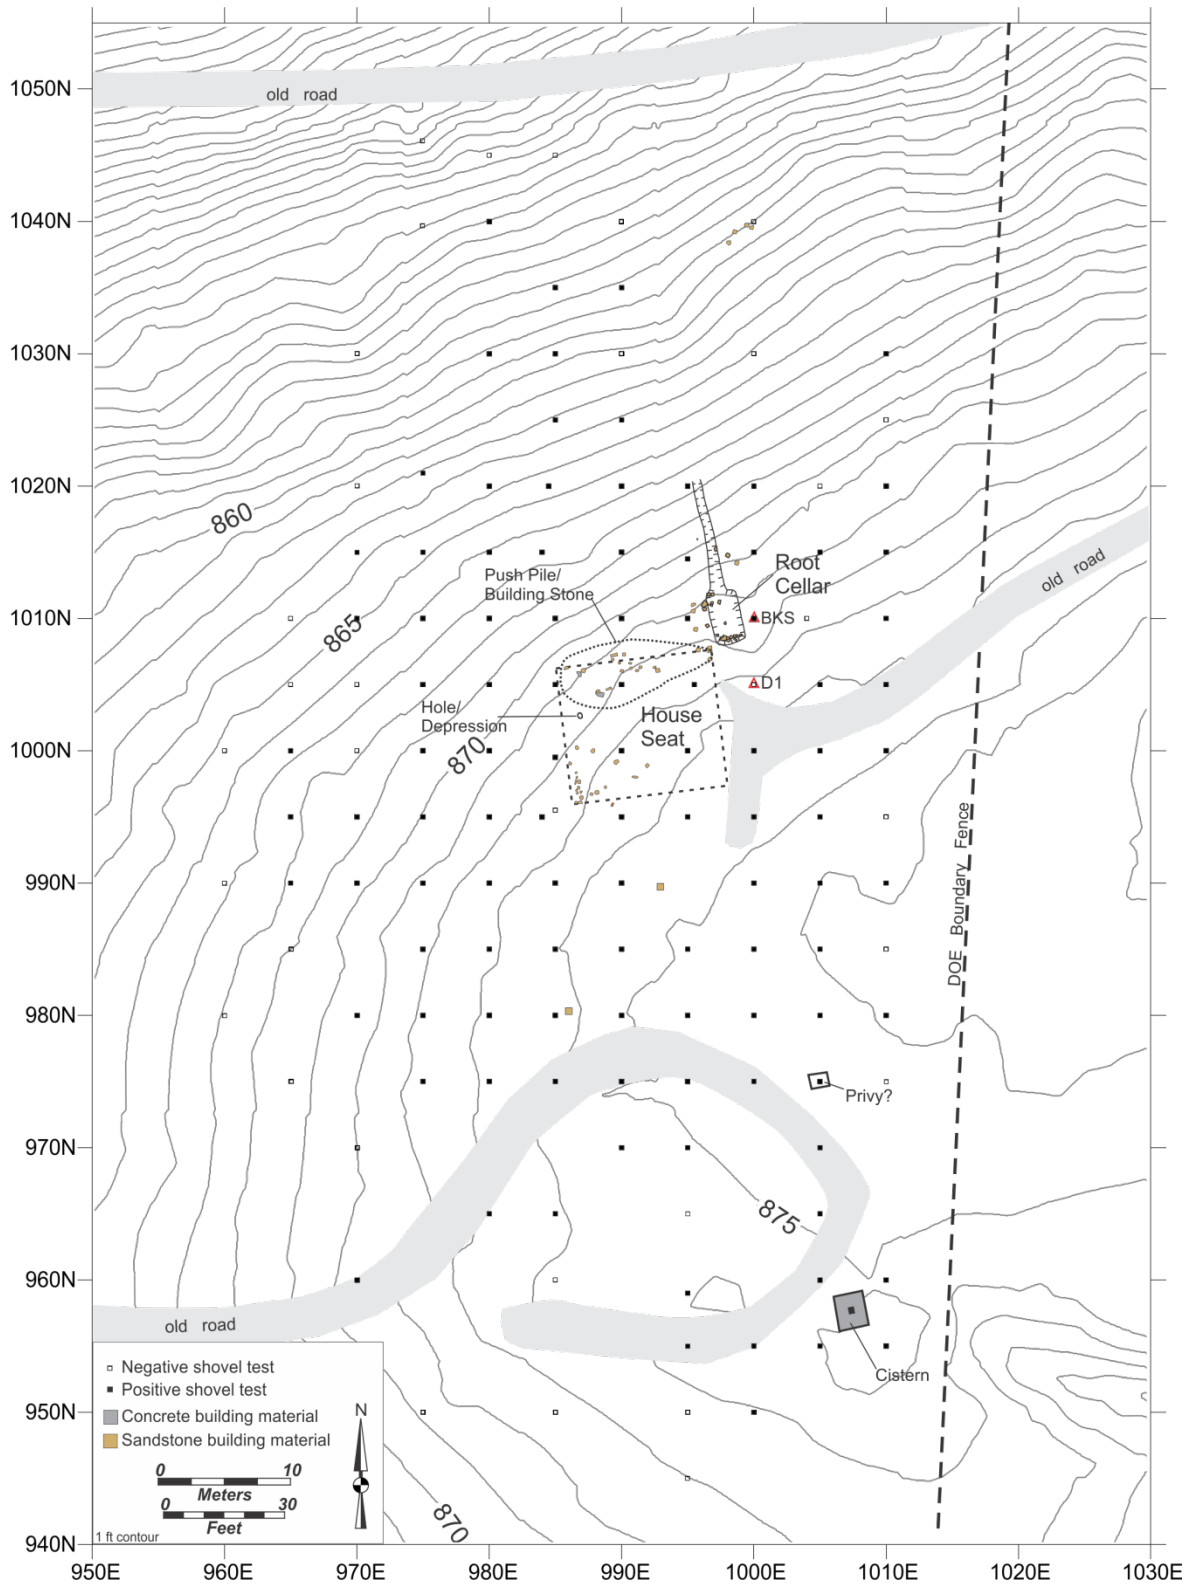 1050N
old road
1040N
1030N
1020N
860
Root
Cellar
old road
Push Pile/
Building Stone
1010N
BKS
865
D1
Hole/
Depression
House
Seat
1000N
870
DOE Boundary Fence
990N
980N
Privy?
970N
875
960N
old road
Cistern
Negative shovel test
Positive shovel test
Concrete building material
Sandstone building material
N
950N
0 10
Meters
0 30
Feet
870
1 ft contour
940N
950E 960E 970E 980E 990E 1000E 1010E 1020E 1030E